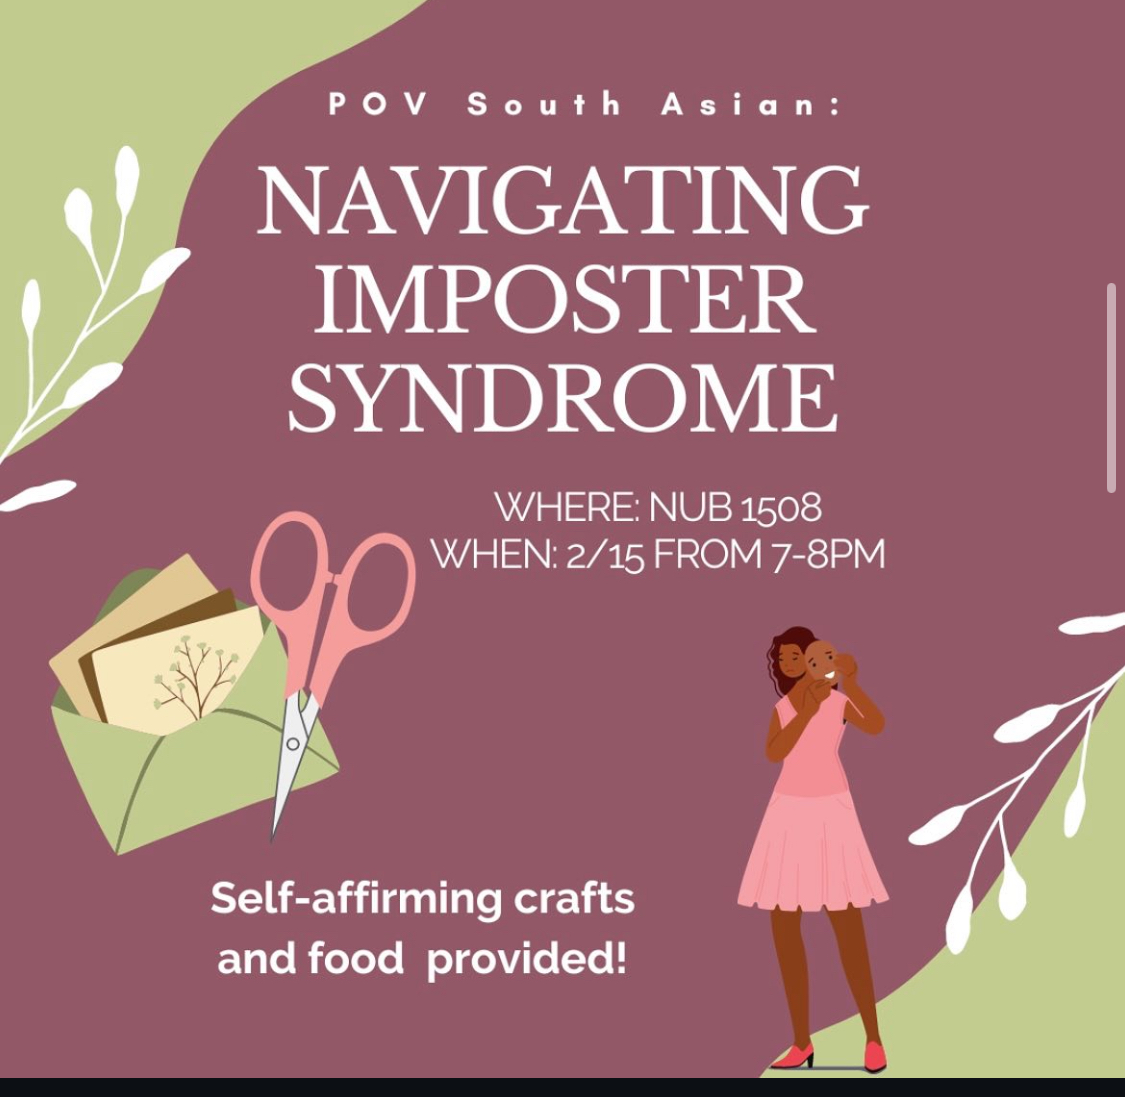 POV South Asian:
NAVIGATING
IMPOSTER
SYNDROME
WHERE: NUB 1508
WHEN: 2/15 FROM 7-8PM
Self-affirming crafts
and food provided!